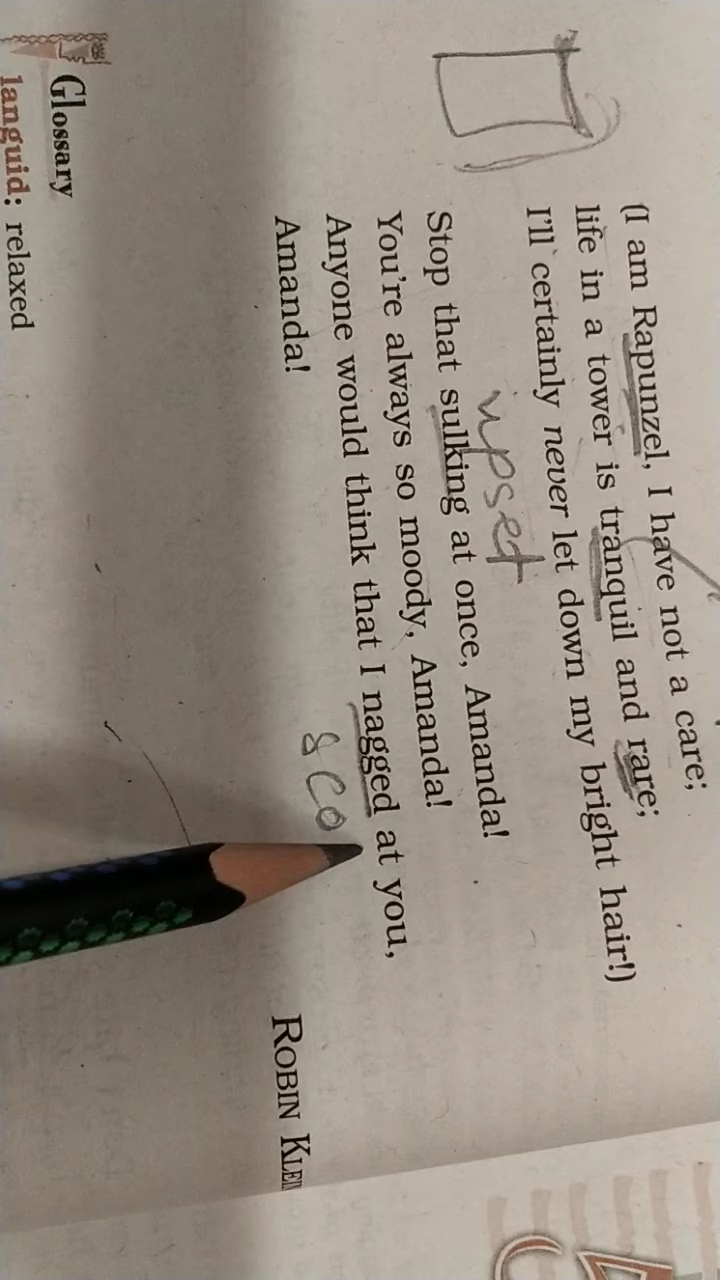 (I am Rapunzel, I have not a care;
life in a tower is tranquil and rare;
I'll certainly never let down my bright hair!)
upset
Stop that sulking at once, Amanda!
You're always so moody, Amanda!
Anyone would think that I nagged at you,
sco
Amanda!
ROBIN KLEI
Glossary
languid: relaxed